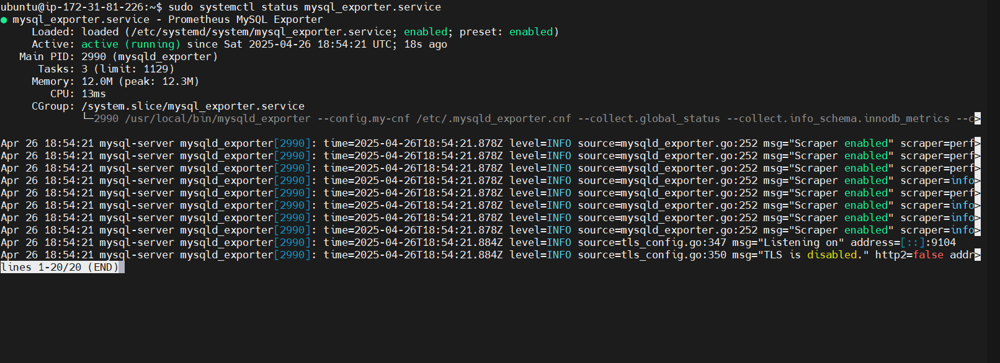 ubuntu@ip-172-31-81-226:~$ sudo systemctl status mysql_exporter.service
● mysql_exporter.service - Prometheus MySQL Exporter
     Loaded: loaded (/etc/systemd/system/mysql_exporter.service; enabled; preset: enabled)
     Active: active (running) since Sat 2025-04-26 18:54:21 UTC; 18s ago
   Main PID: 2990 (mysqld_exporter)
      Tasks: 3 (limit: 1129)
     Memory: 12.0M (peak: 12.3M)
        CPU: 13ms
     CGroup: /system.slice/mysql_exporter.service
             └─2990 /usr/local/bin/mysqld_exporter --config.my-cnf /etc/.mysqld_exporter.cnf --collect.global_status --collect.info_schema.innodb_metrics --c>

Apr 26 18:54:21 mysql-server mysqld_exporter[2990]: time=2025-04-26T18:54:21.878Z level=INFO source=mysqld_exporter.go:252 msg="Scraper enabled" scraper=perf>
Apr 26 18:54:21 mysql-server mysqld_exporter[2990]: time=2025-04-26T18:54:21.878Z level=INFO source=mysqld_exporter.go:252 msg="Scraper enabled" scraper=perf>
Apr 26 18:54:21 mysql-server mysqld_exporter[2990]: time=2025-04-26T18:54:21.878Z level=INFO source=mysqld_exporter.go:252 msg="Scraper enabled" scraper=perf>
Apr 26 18:54:21 mysql-server mysqld_exporter[2990]: time=2025-04-26T18:54:21.878Z level=INFO source=mysqld_exporter.go:252 msg="Scraper enabled" scraper=info>
Apr 26 18:54:21 mysql-server mysqld_exporter[2990]: time=2025-04-26T18:54:21.878Z level=INFO source=mysqld_exporter.go:252 msg="Scraper enabled" scraper=perf>
Apr 26 18:54:21 mysql-server mysqld_exporter[2990]: time=2025-04-26T18:54:21.878Z level=INFO source=mysqld_exporter.go:252 msg="Scraper enabled" scraper=info>
Apr 26 18:54:21 mysql-server mysqld_exporter[2990]: time=2025-04-26T18:54:21.878Z level=INFO source=mysqld_exporter.go:252 msg="Scraper enabled" scraper=info>
Apr 26 18:54:21 mysql-server mysqld_exporter[2990]: time=2025-04-26T18:54:21.878Z level=INFO source=mysqld_exporter.go:252 msg="Scraper enabled" scraper=info>
Apr 26 18:54:21 mysql-server mysqld_exporter[2990]: time=2025-04-26T18:54:21.884Z level=INFO source=tls_config.go:347 msg="Listening on" address=[::]:9104
Apr 26 18:54:21 mysql-server mysqld_exporter[2990]: time=2025-04-26T18:54:21.884Z level=INFO source=tls_config.go:350 msg="TLS is disabled." http2=false addr>
lines 1-20/20 (END)